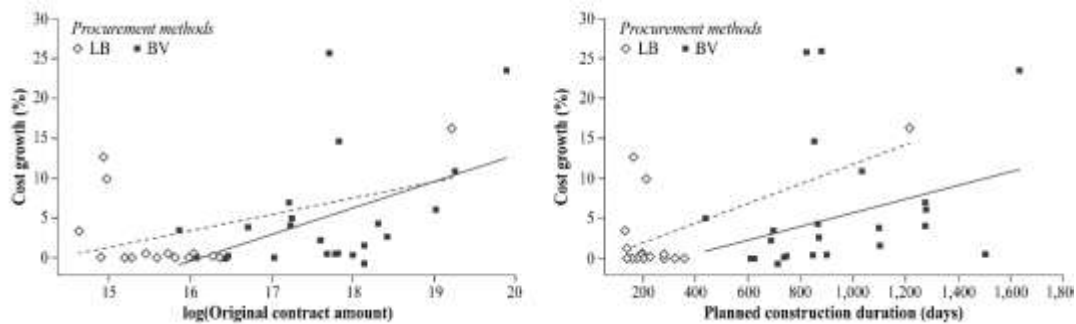 30
25
20
15
10
5
0
Cost growth (%)
Procurement methods
LB BV
15 16 17 18 19 20
log(Original contract amount)
30
25
20
15
10
5
0
Cost growth (%)
Procurement methods
LB BV
200 400 600 800 1,000 1,200 1,400 1,600 1,8
Planned construction duration (days)